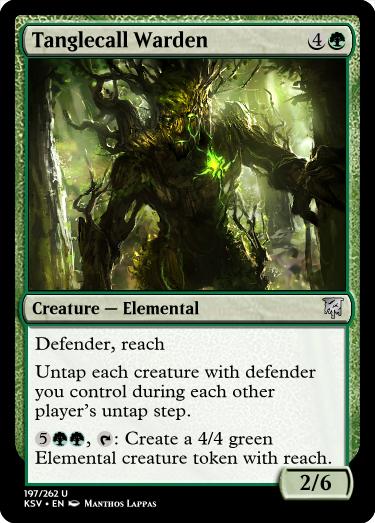 Tanglecall Warden 4
Creature — Elemental
Defender, reach
Untap each creature with defender
you control during each other
player's untap step.
5, : Create a 4/4 green
Elemental creature token with reach.
2/6
197/262 U
KSV • EN Manthos Lappas